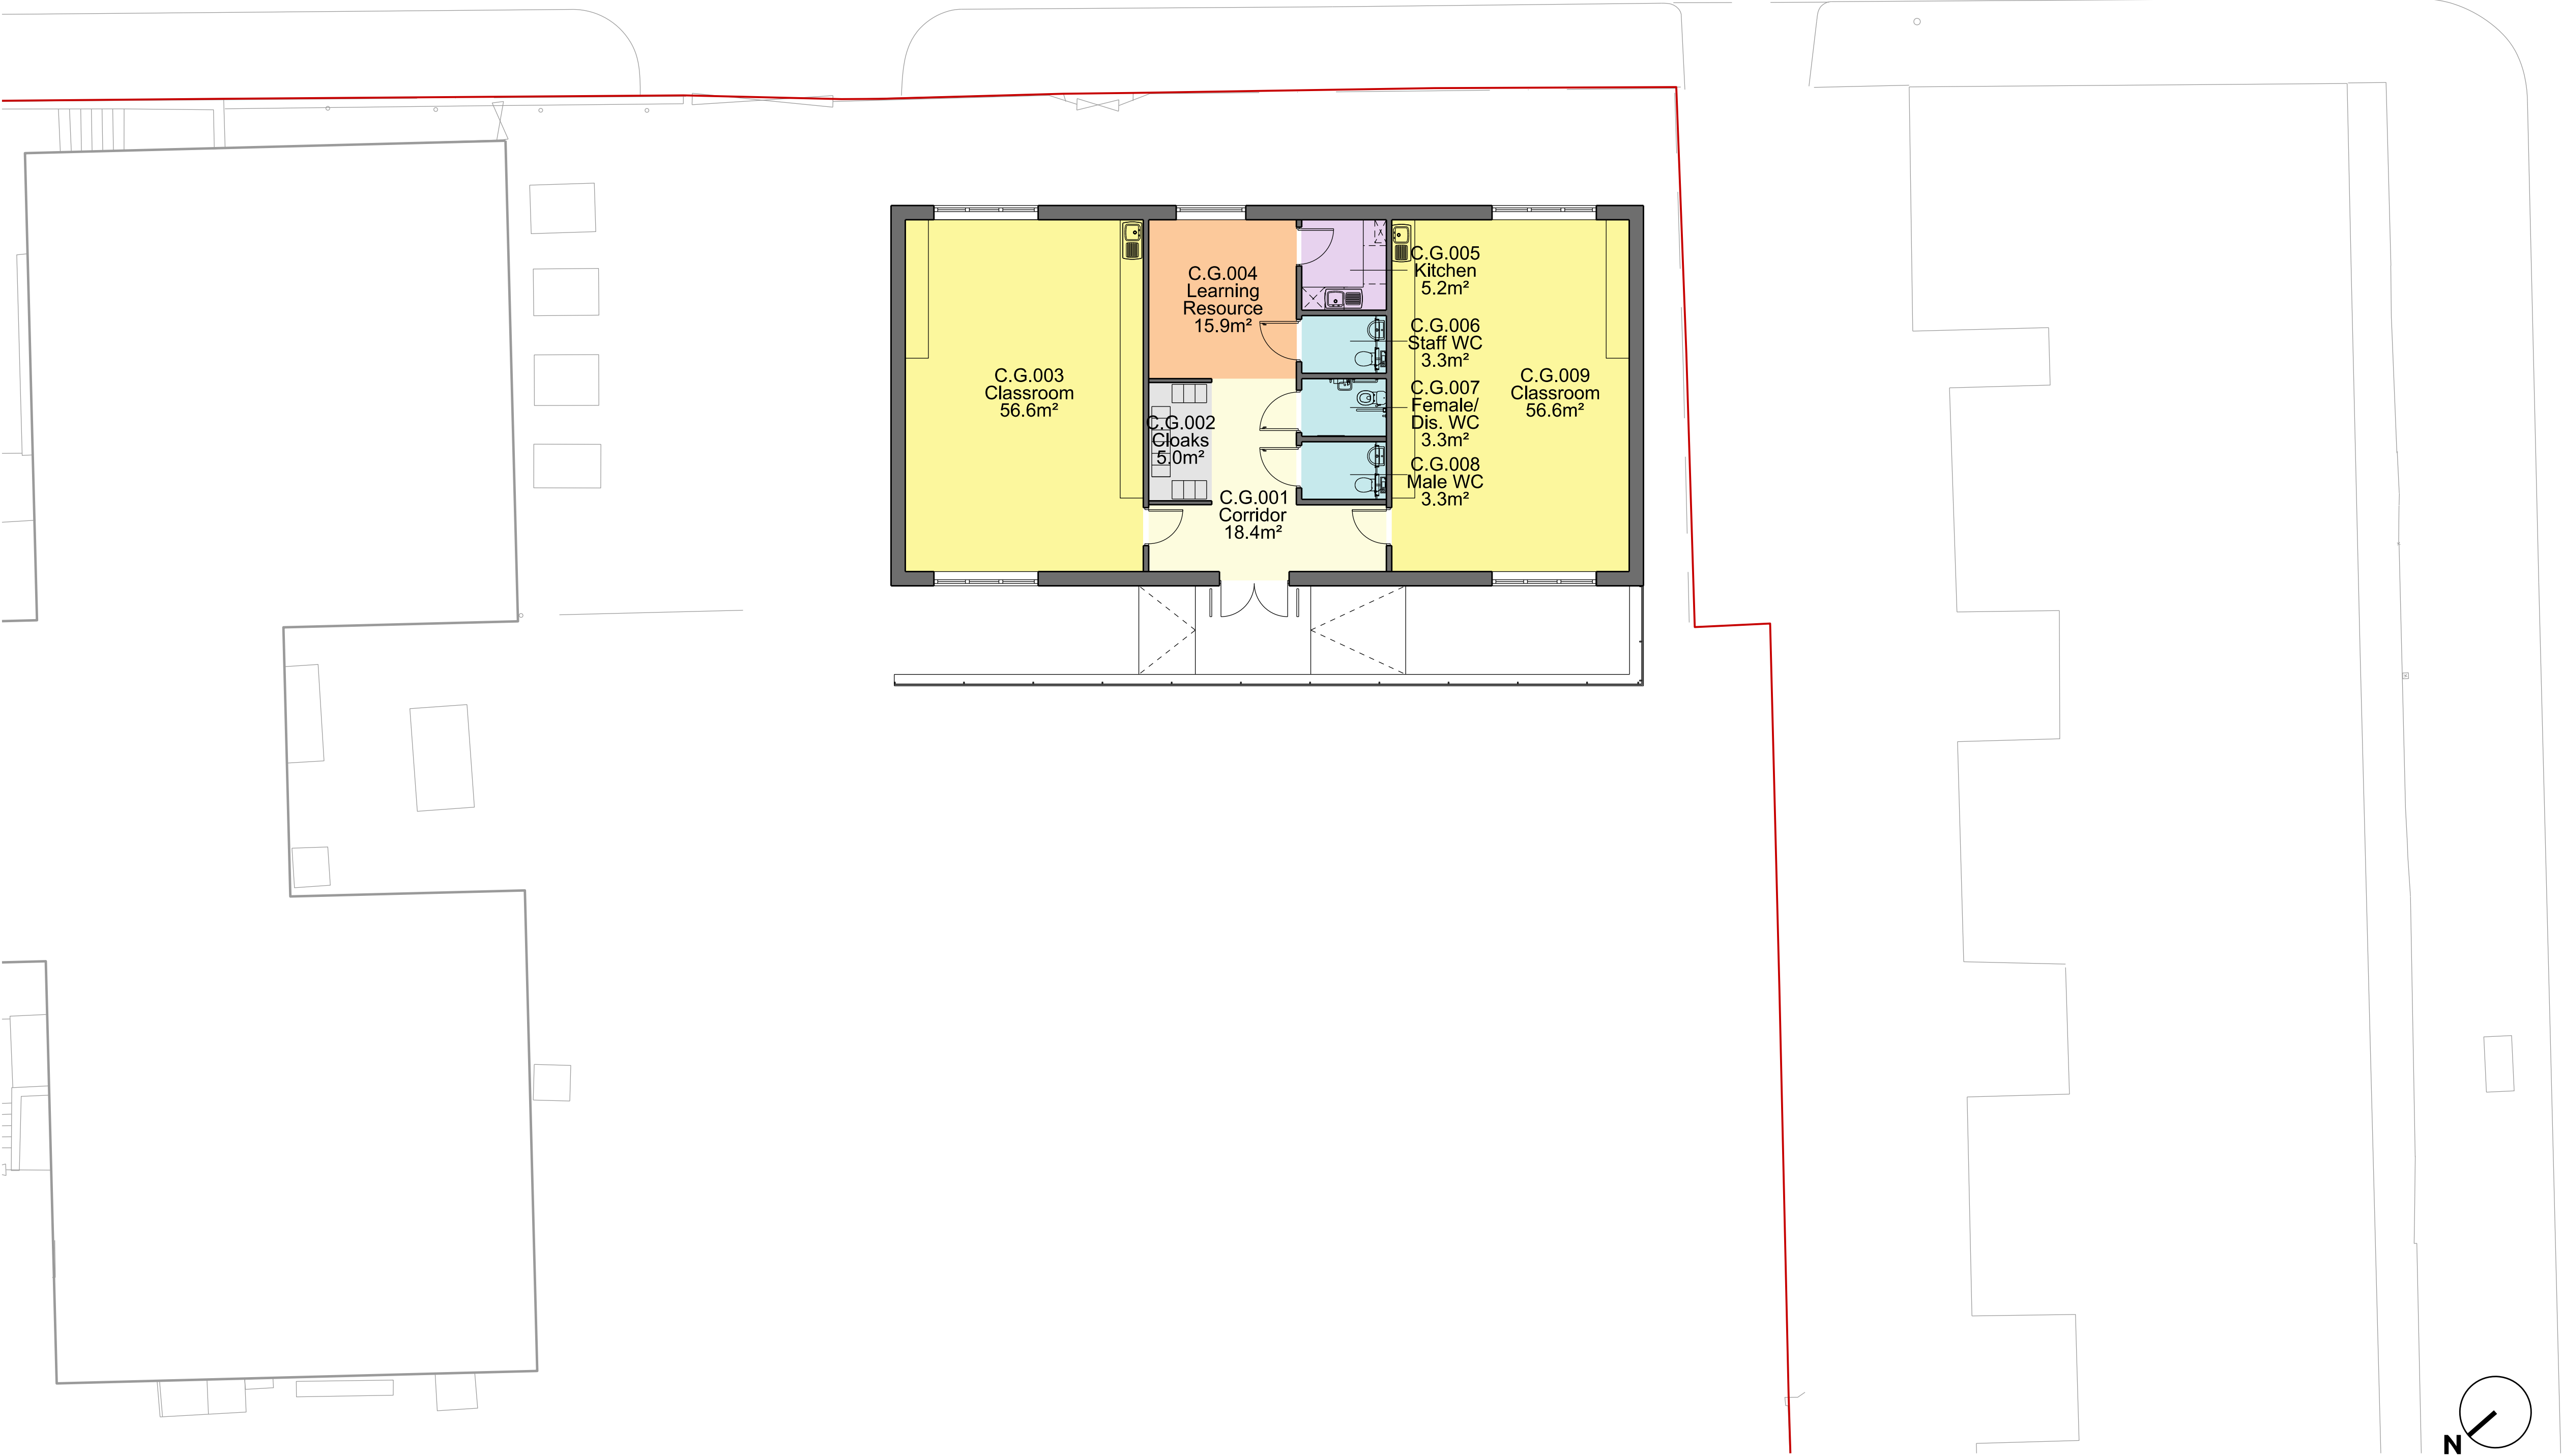 C.G.003
Classroom
56.6m²
C.G.004
Learning
Resource
15.9m²
C.G.002
Cloaks
5.0m²
C.G.001
Corridor
18.4m²
C.G.005
Kitchen
5.2m²
C.G.006
Staff WC
3.3m²
C.G.007
Female/
Dis. WC
3.3m²
C.G.008
Male WC
3.3m²
C.G.009
Classroom
56.6m²
N